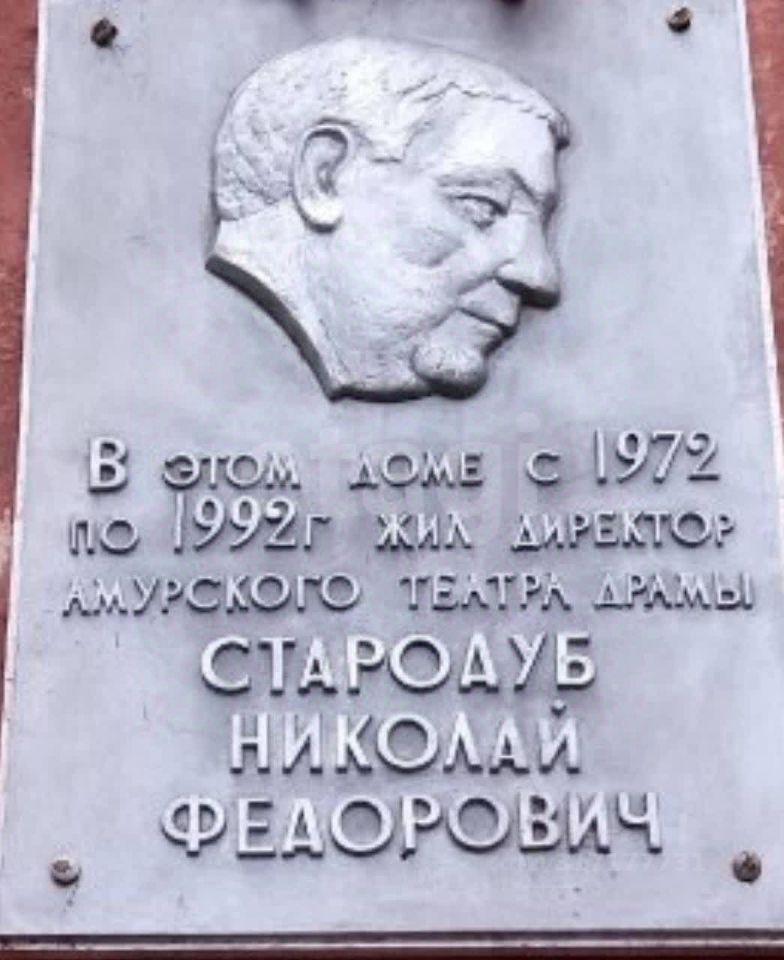 В ЭТОМ ДОМЕ С 1972
ПО 1992Г ЖИЛ ДИРЕКТОР
АМУРСКОГО ТЕАТРА ДРАМЫ
СТАРОДУБ
НИКОЛАЙ
ФЕДОРОВИЧ